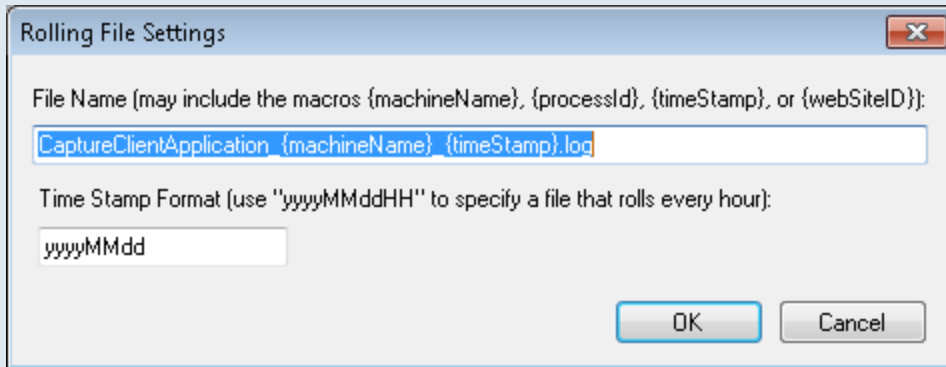 Rolling File Settings
File Name (may include the macros {machineName}, {processId}, {timeStamp}, or {webSiteID}):
CaptureClientApplication_{machineName}_{timeStamp}.log
Time Stamp Format (use "yyyyMMddHH" to specify a file that rolls every hour):
yyyyMMdd
OK Cancel